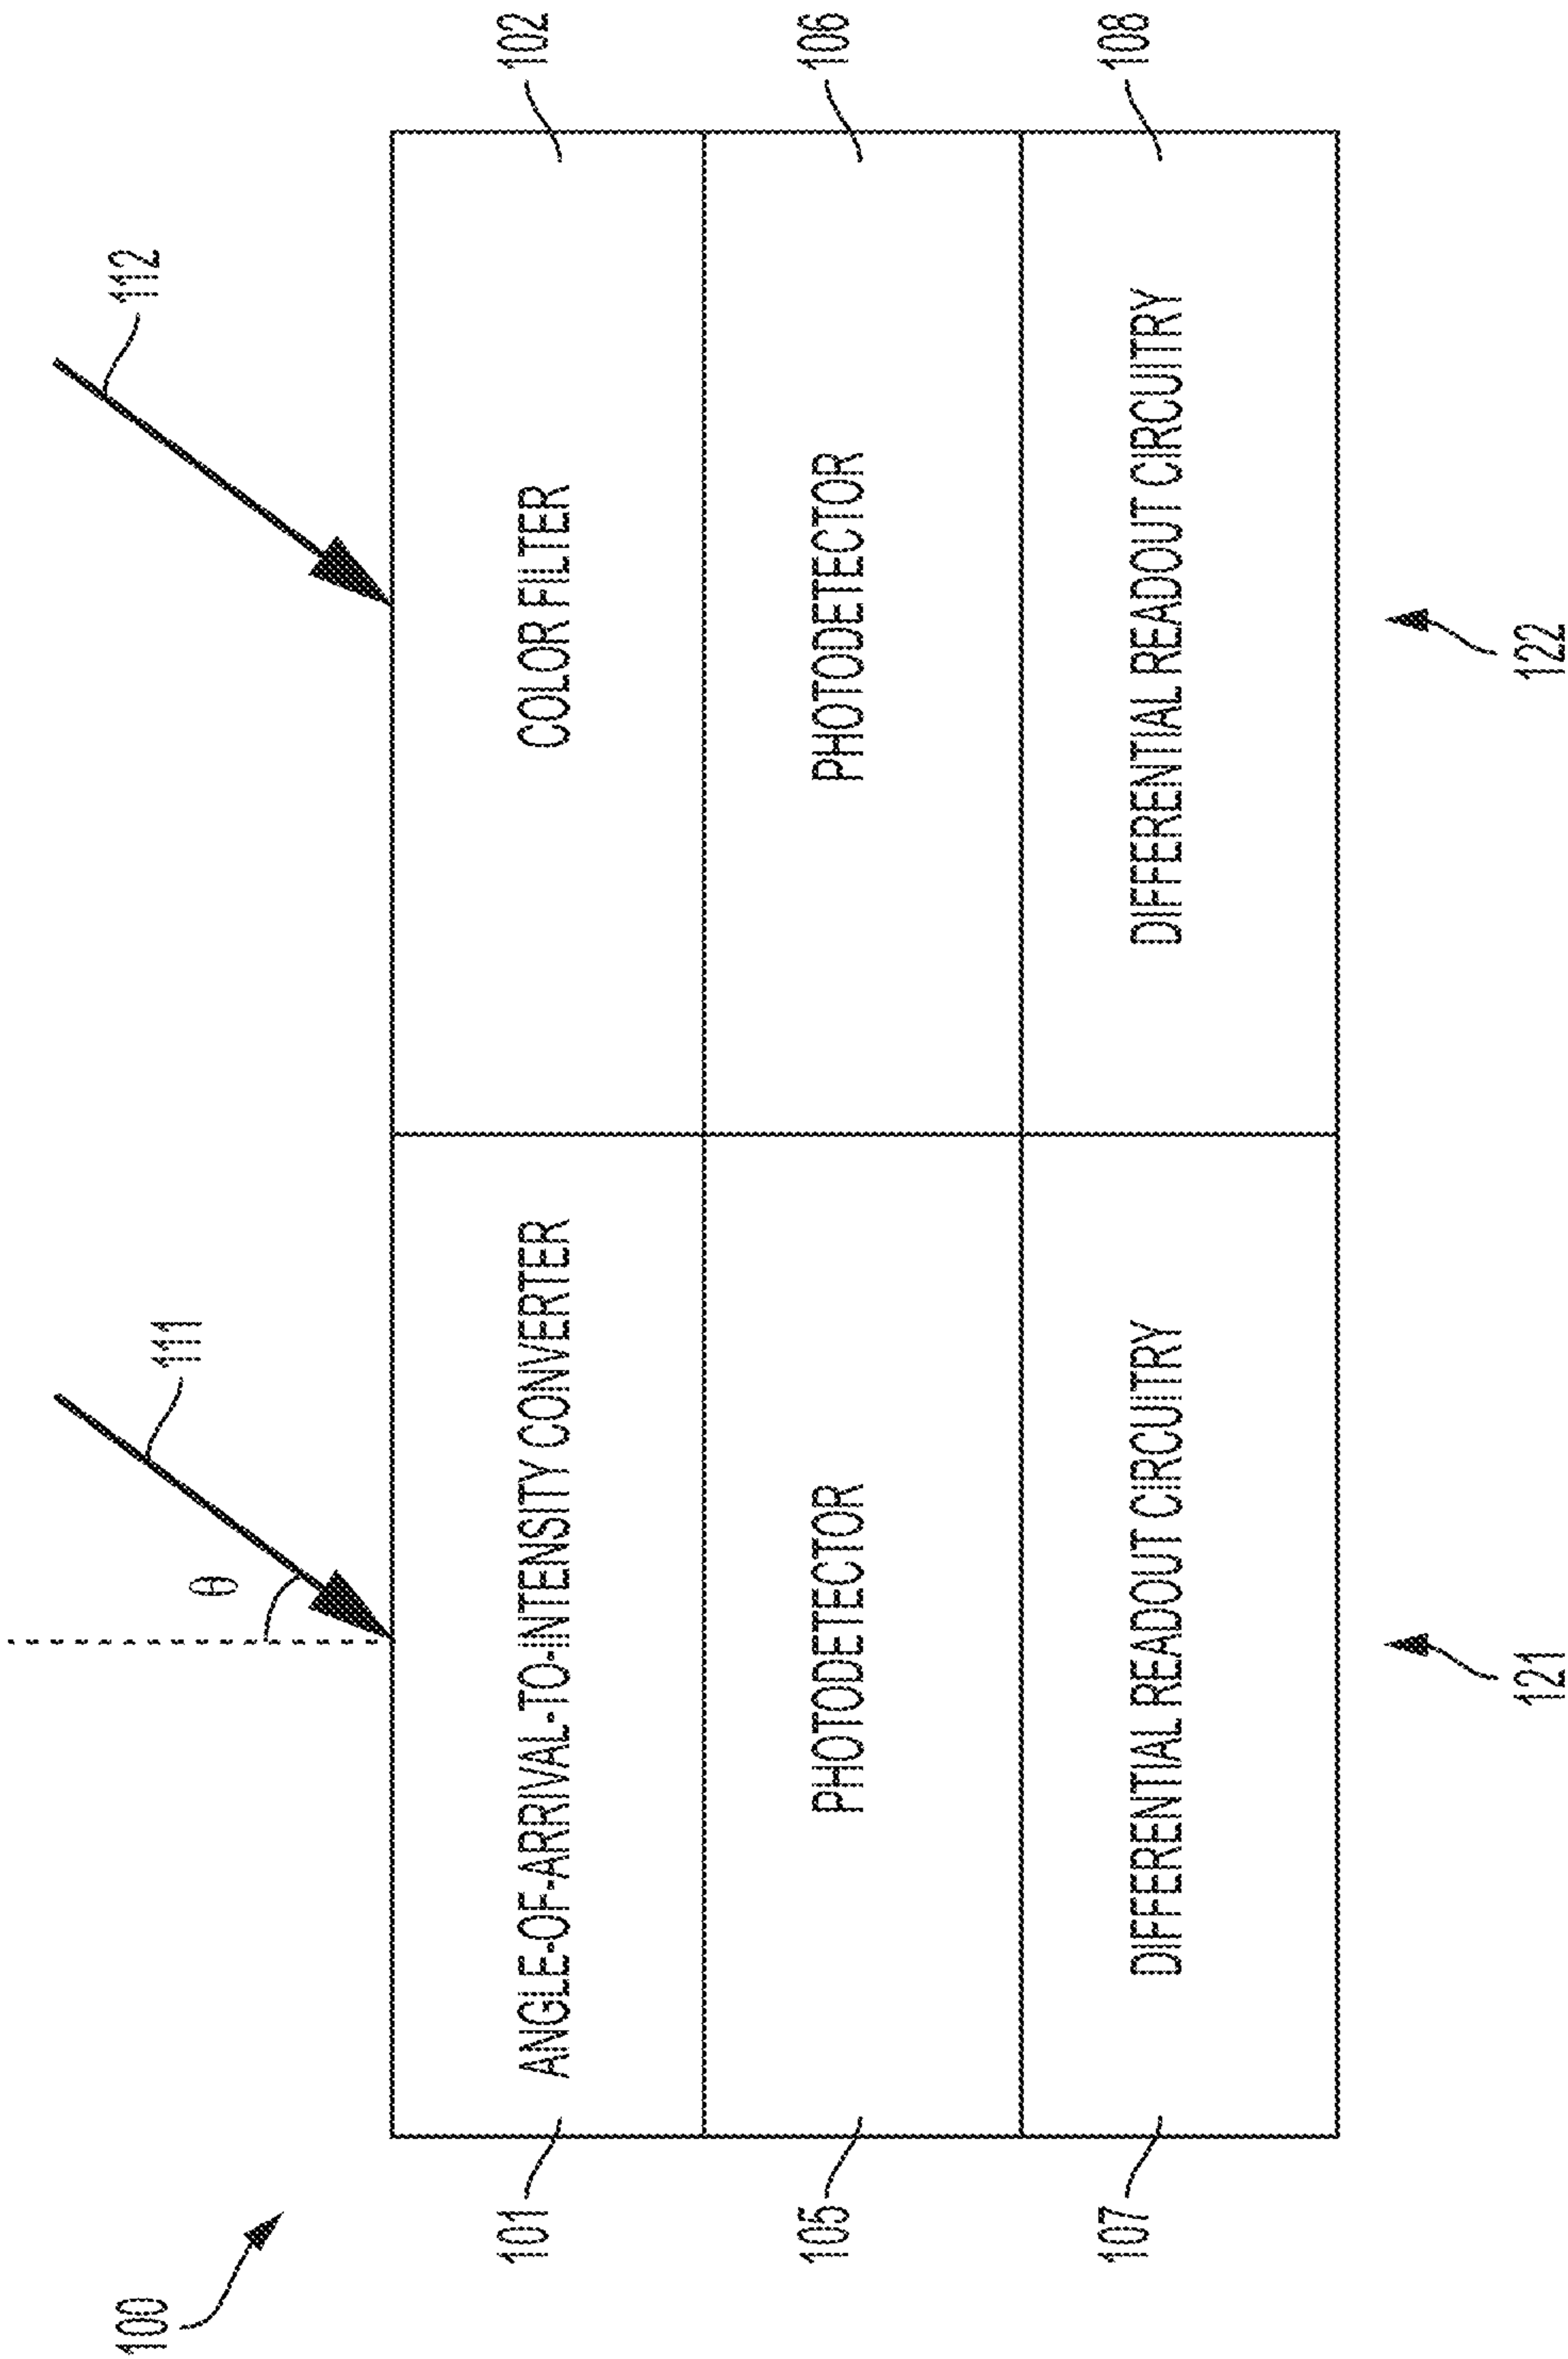 100
θ
111
112
101
ANGLE-OF-ARRIVAL-TO-INTENSITY CONVERTER
COLOR FILTER
102
105
PHOTODETECTOR
PHOTODETECTOR
106
107
DIFFERENTIAL READOUT CIRCUITRY
DIFFERENTIAL READOUT CIRCUITRY
108
121
122